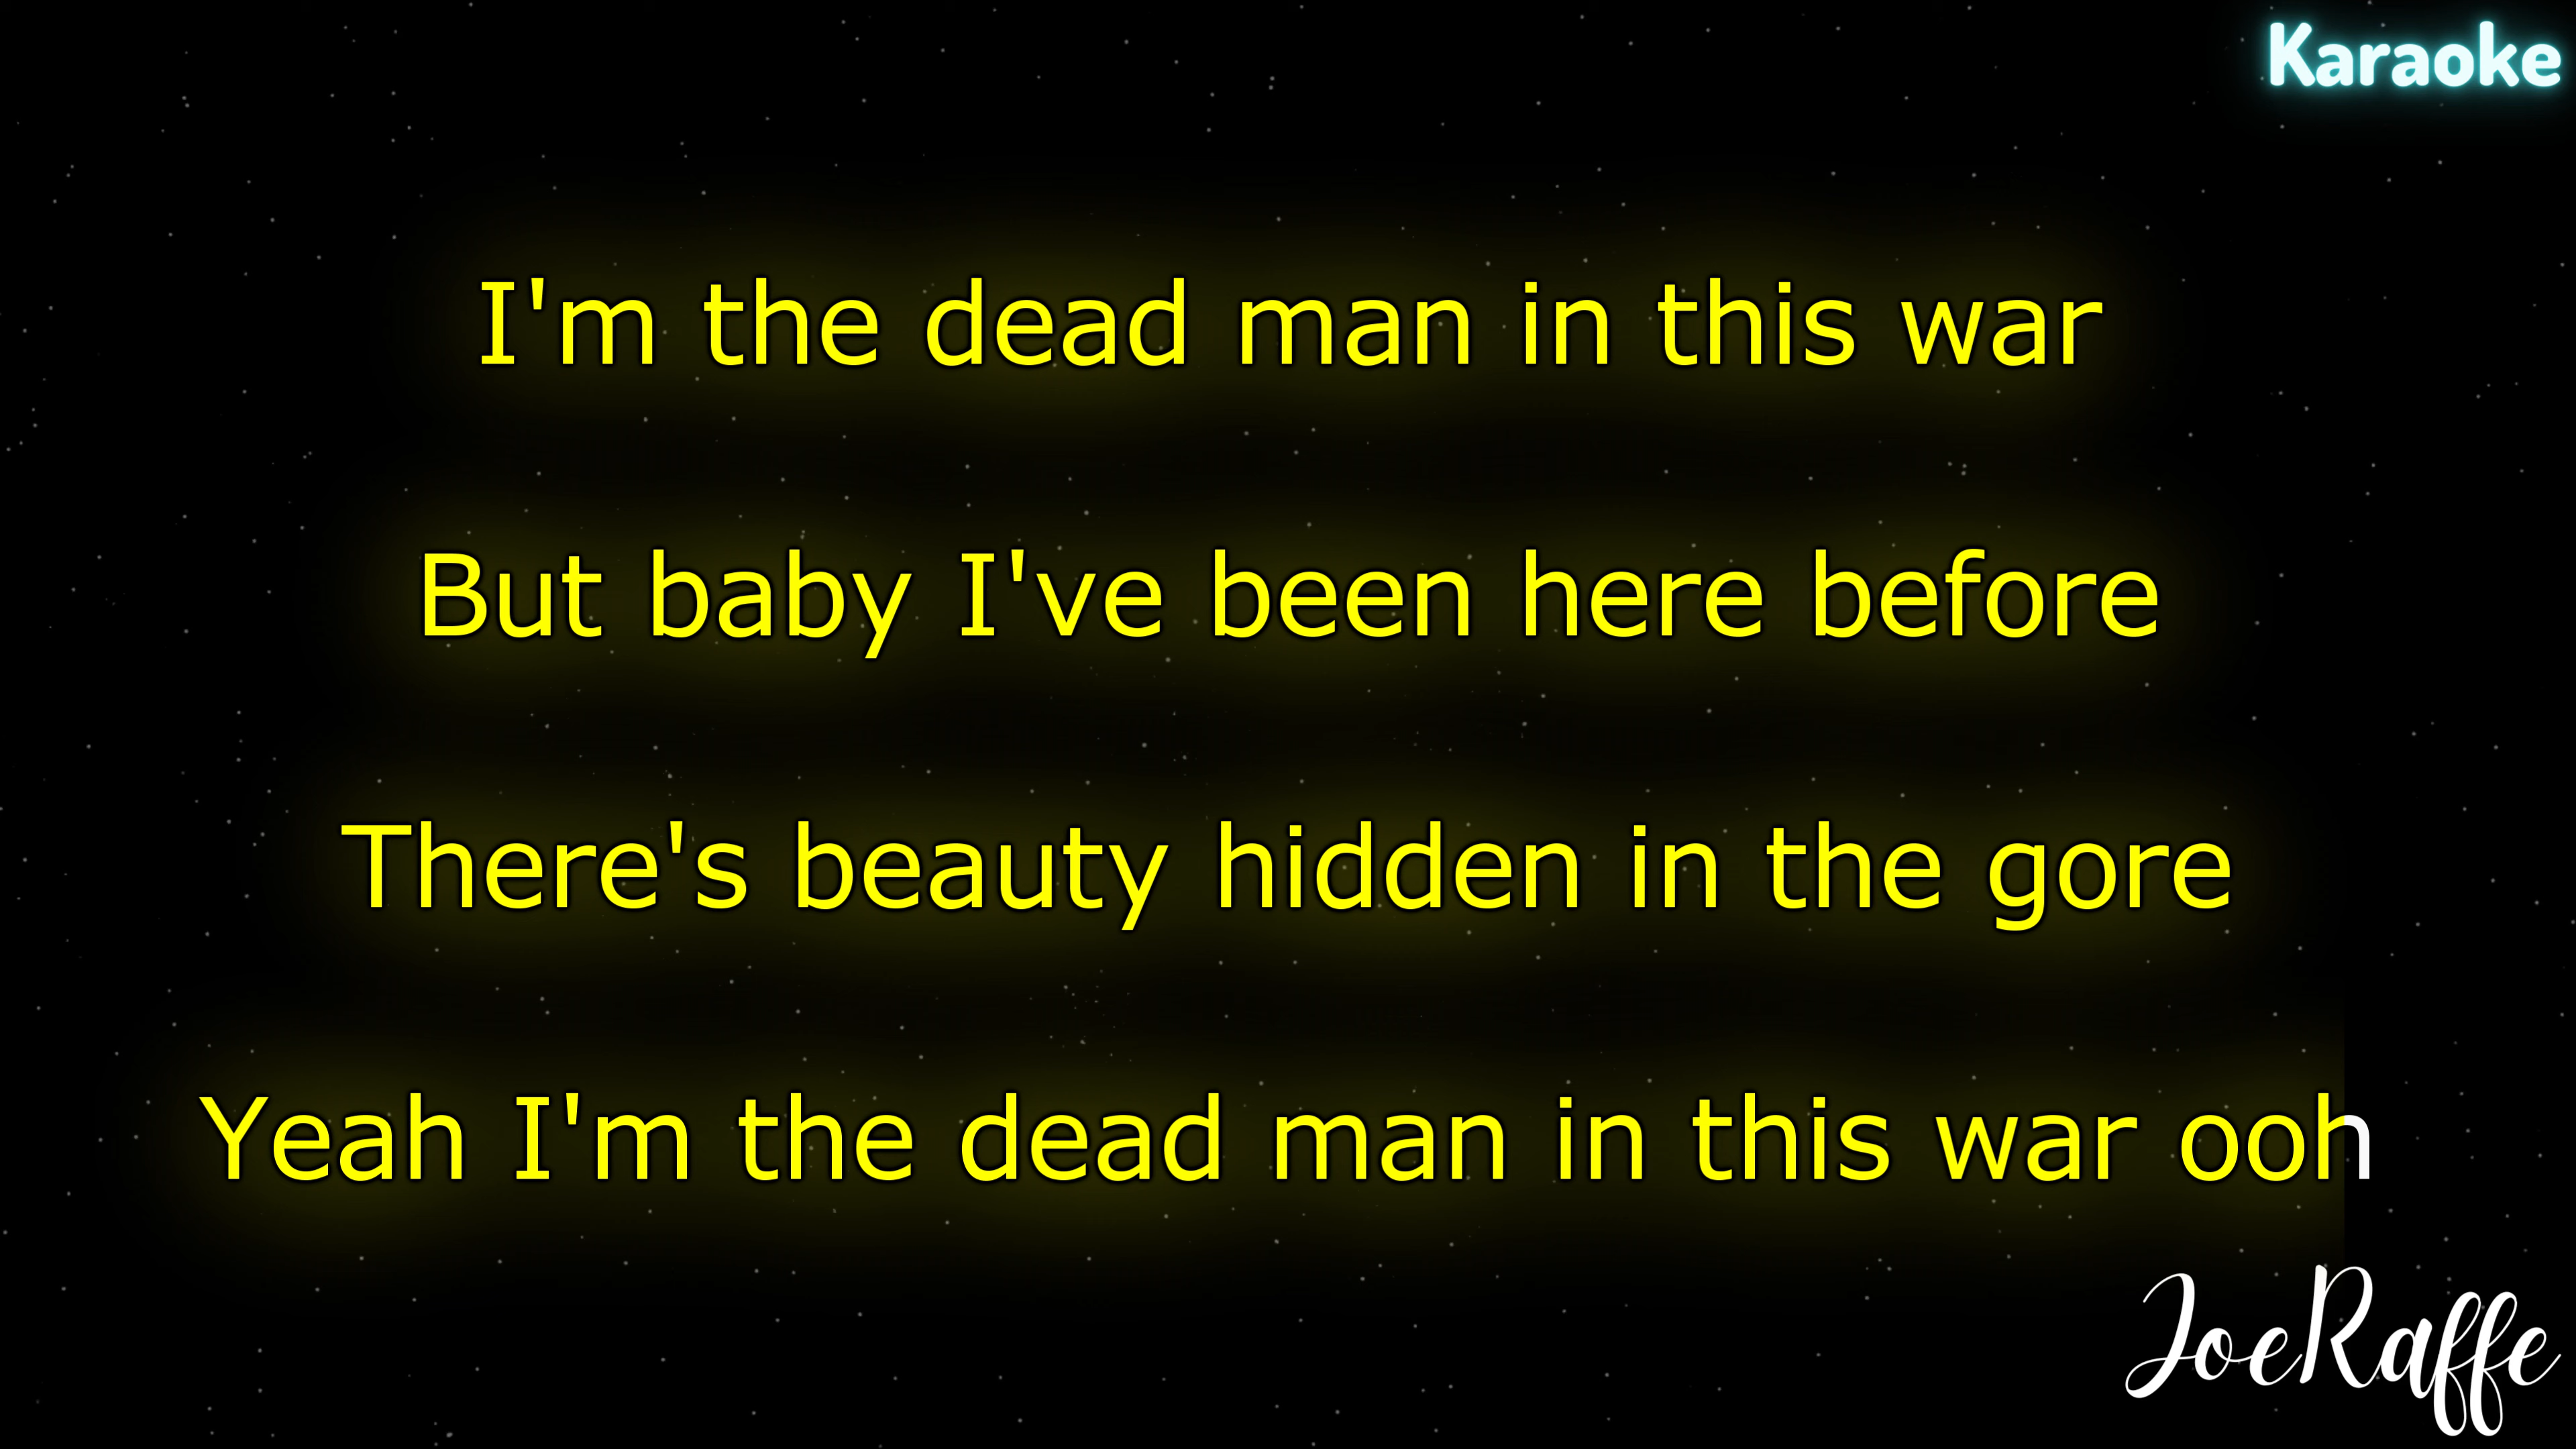 Karaoke
I'm the dead man in this war
But baby I've been here before
There's beauty hidden in the gore
Yeah I'm the dead man in this war ooh
JoeRaffe